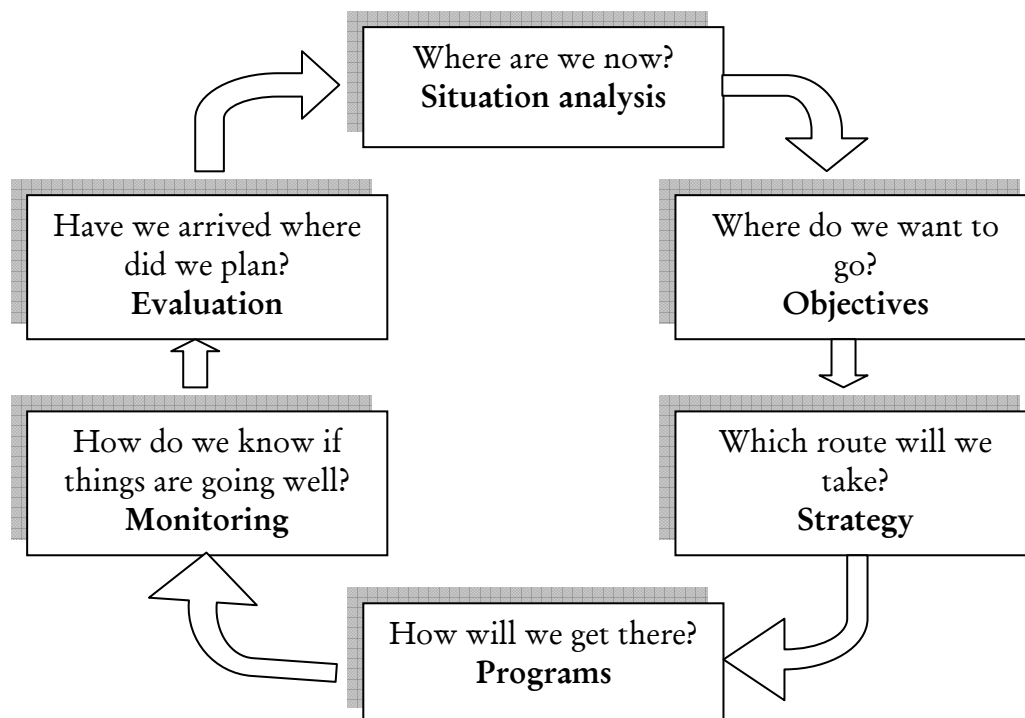 Where are we now?
Situation analysis
Where do we want to
go?
Objectives
Which route will we
take?
Strategy
How will we get there?
Programs
How do we know if
things are going well?
Monitoring
Have we arrived where
did we plan?
Evaluation